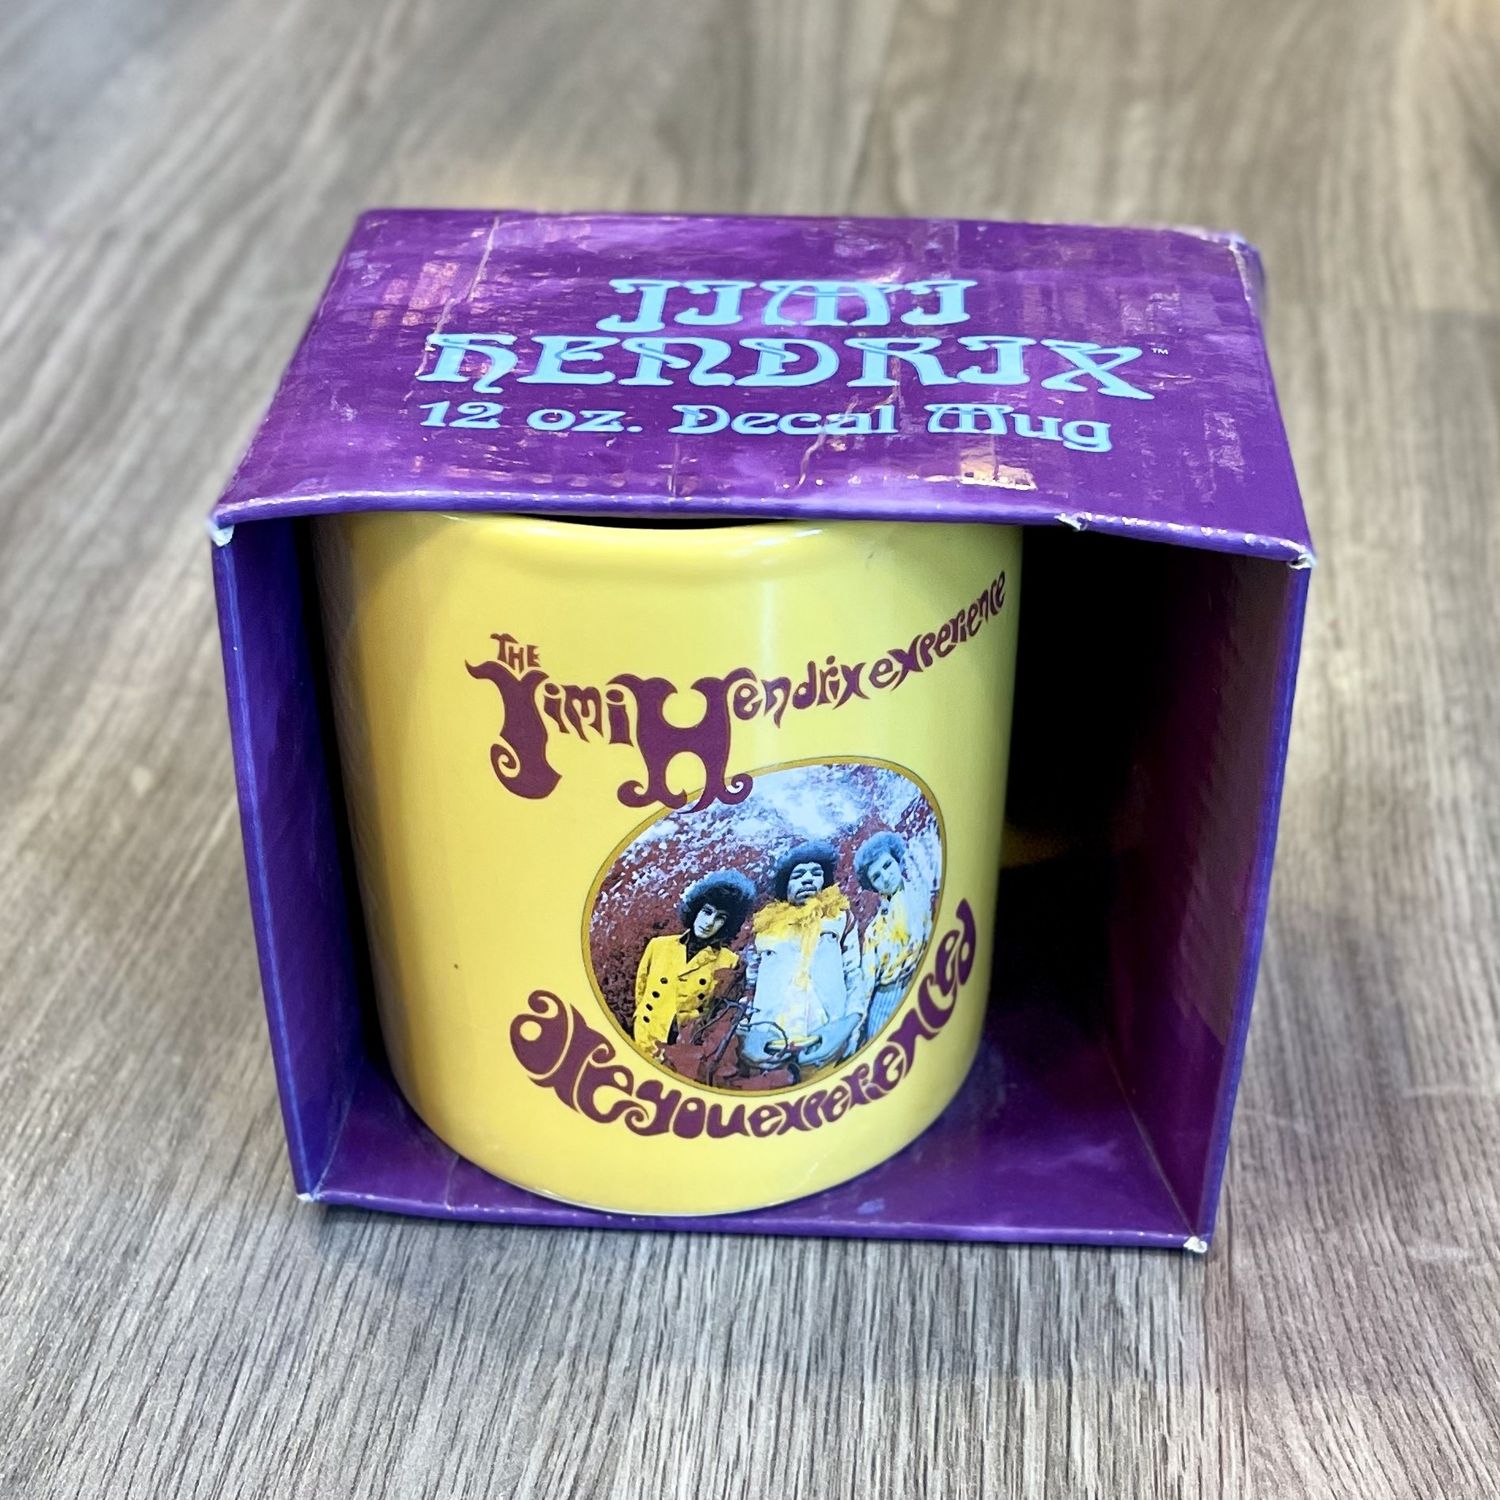 JIMI
HENDRIX™
12 oz. Decal Mug
THE
Jimi Hendrix experience
are you experienced